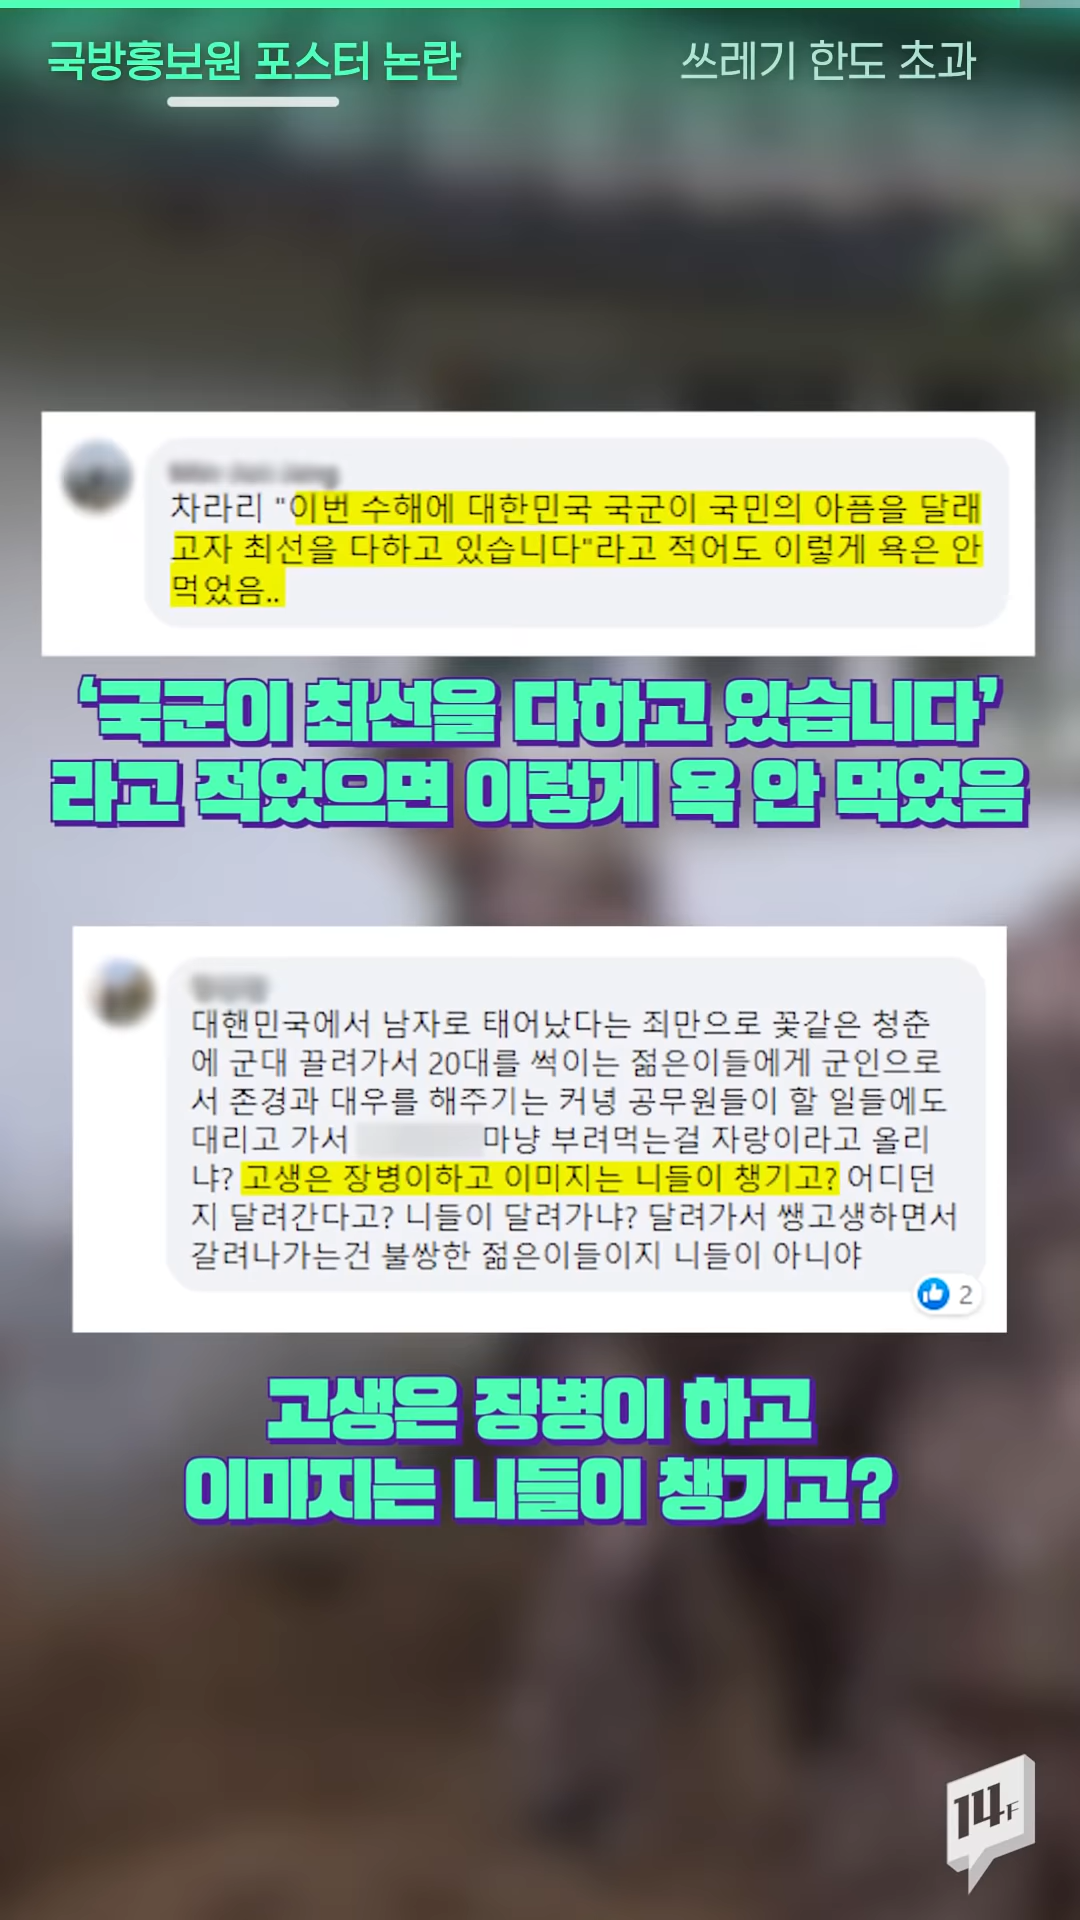 국방홍보원 포스터 논란
쓰레기 한도 초과
차라리 "이번 수해에 대한민국 국군이 국민의 아픔을 달래
고자 최선을 다하고 있습니다"라고 적어도 이렇게 욕은 안
먹었음..
‘국군이 최선을 다하고 있습니다’
라고 적었으면 이렇게 욕 안 먹었음
대핸민국에서 남자로 태어났다는 죄만으로 꽃같은 청춘
에 군대 끌려가서 20대를 썩이는 젊은이들에게 군인으로
서 존경과 대우를 해주기는 커녕 공무원들이 할 일들에도
대리고 가서 마냥 부려먹는걸 자랑이라고 올리
냐? 고생은 장병이하고 이미지는 니들이 챙기고? 어디던
지 달려간다고? 니들이 달려가냐? 달려가서 쌩고생하면서
갈려나가는건 불쌍한 젊은이들이지 니들이 아니야
2
고생은 장병이 하고
이미지는 니들이 챙기고?
14F